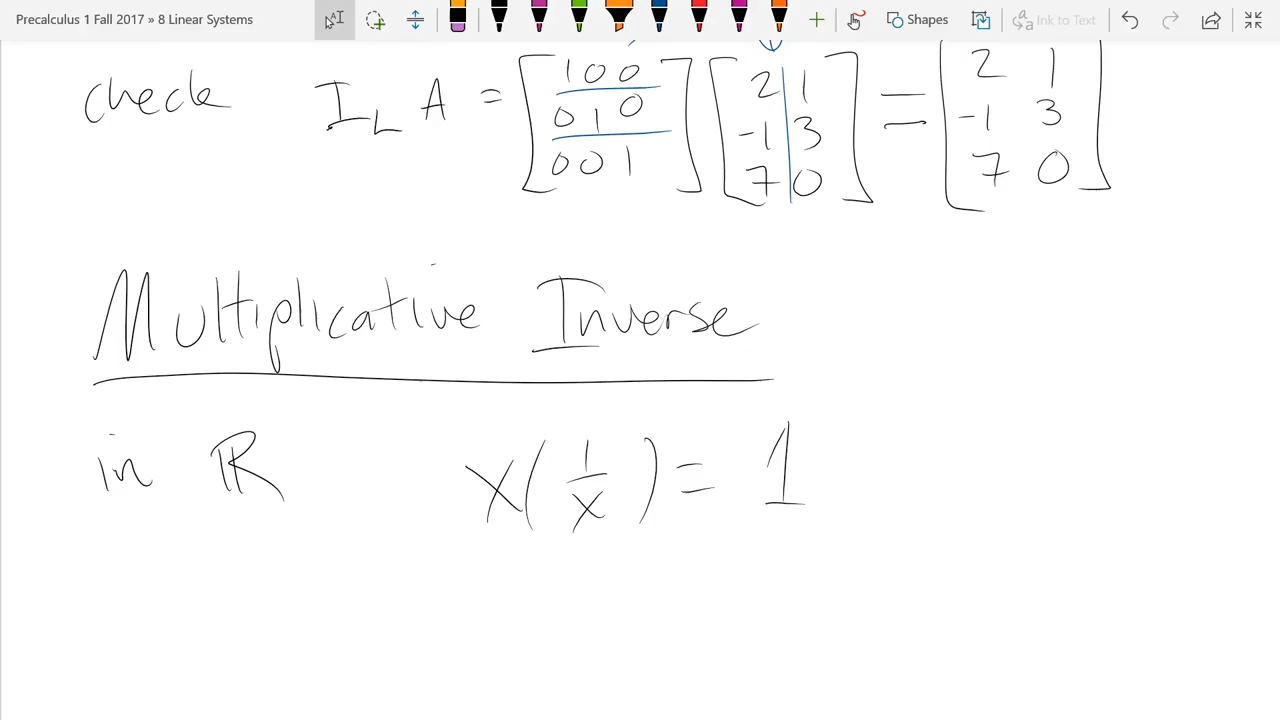 Precalculus 1 Fall 2017 » 8 Linear Systems
Shapes
Ink to Text
check I_L A = [1 0 0; 0 1 0; 0 0 1] [2 1; -1 3; 7 0] = [2 1; -1 3; 7 0]
Multiplicative Inverse
in ℝ x(1/x) = 1